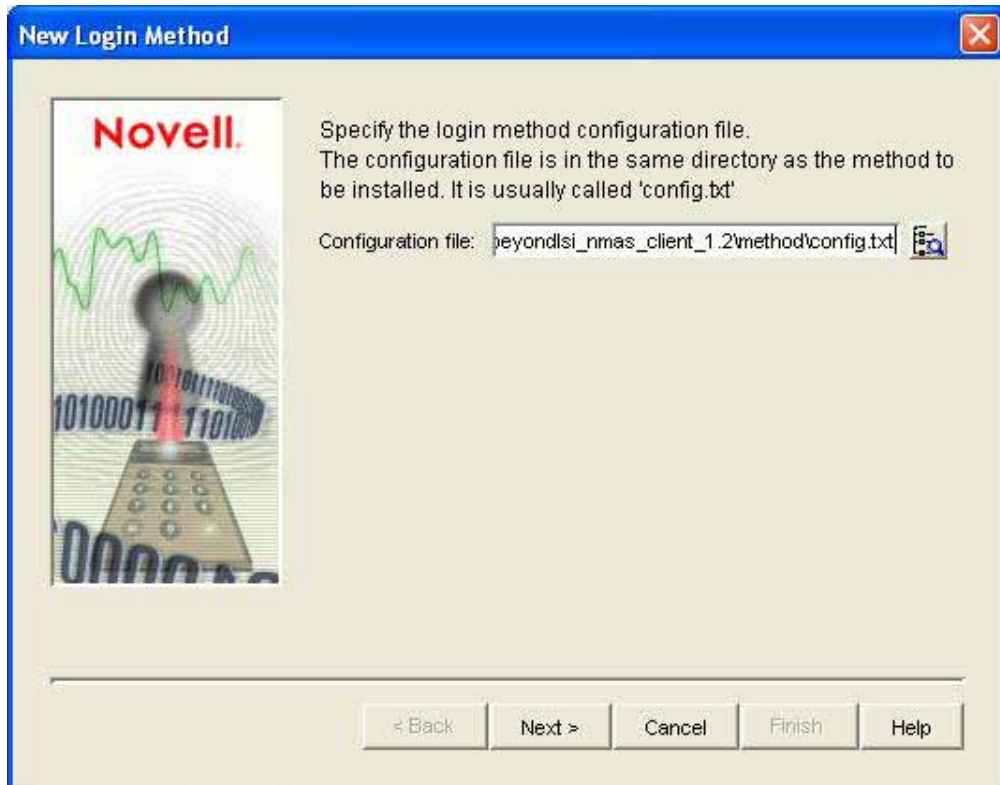 New Login Method
Novell.
Specify the login method configuration file.
The configuration file is in the same directory as the method to
be installed. It is usually called 'config.txt'
Configuration file: beyondlsi_nmas_client_1.2\method\config.txt
< Back
Next >
Cancel
Finish
Help